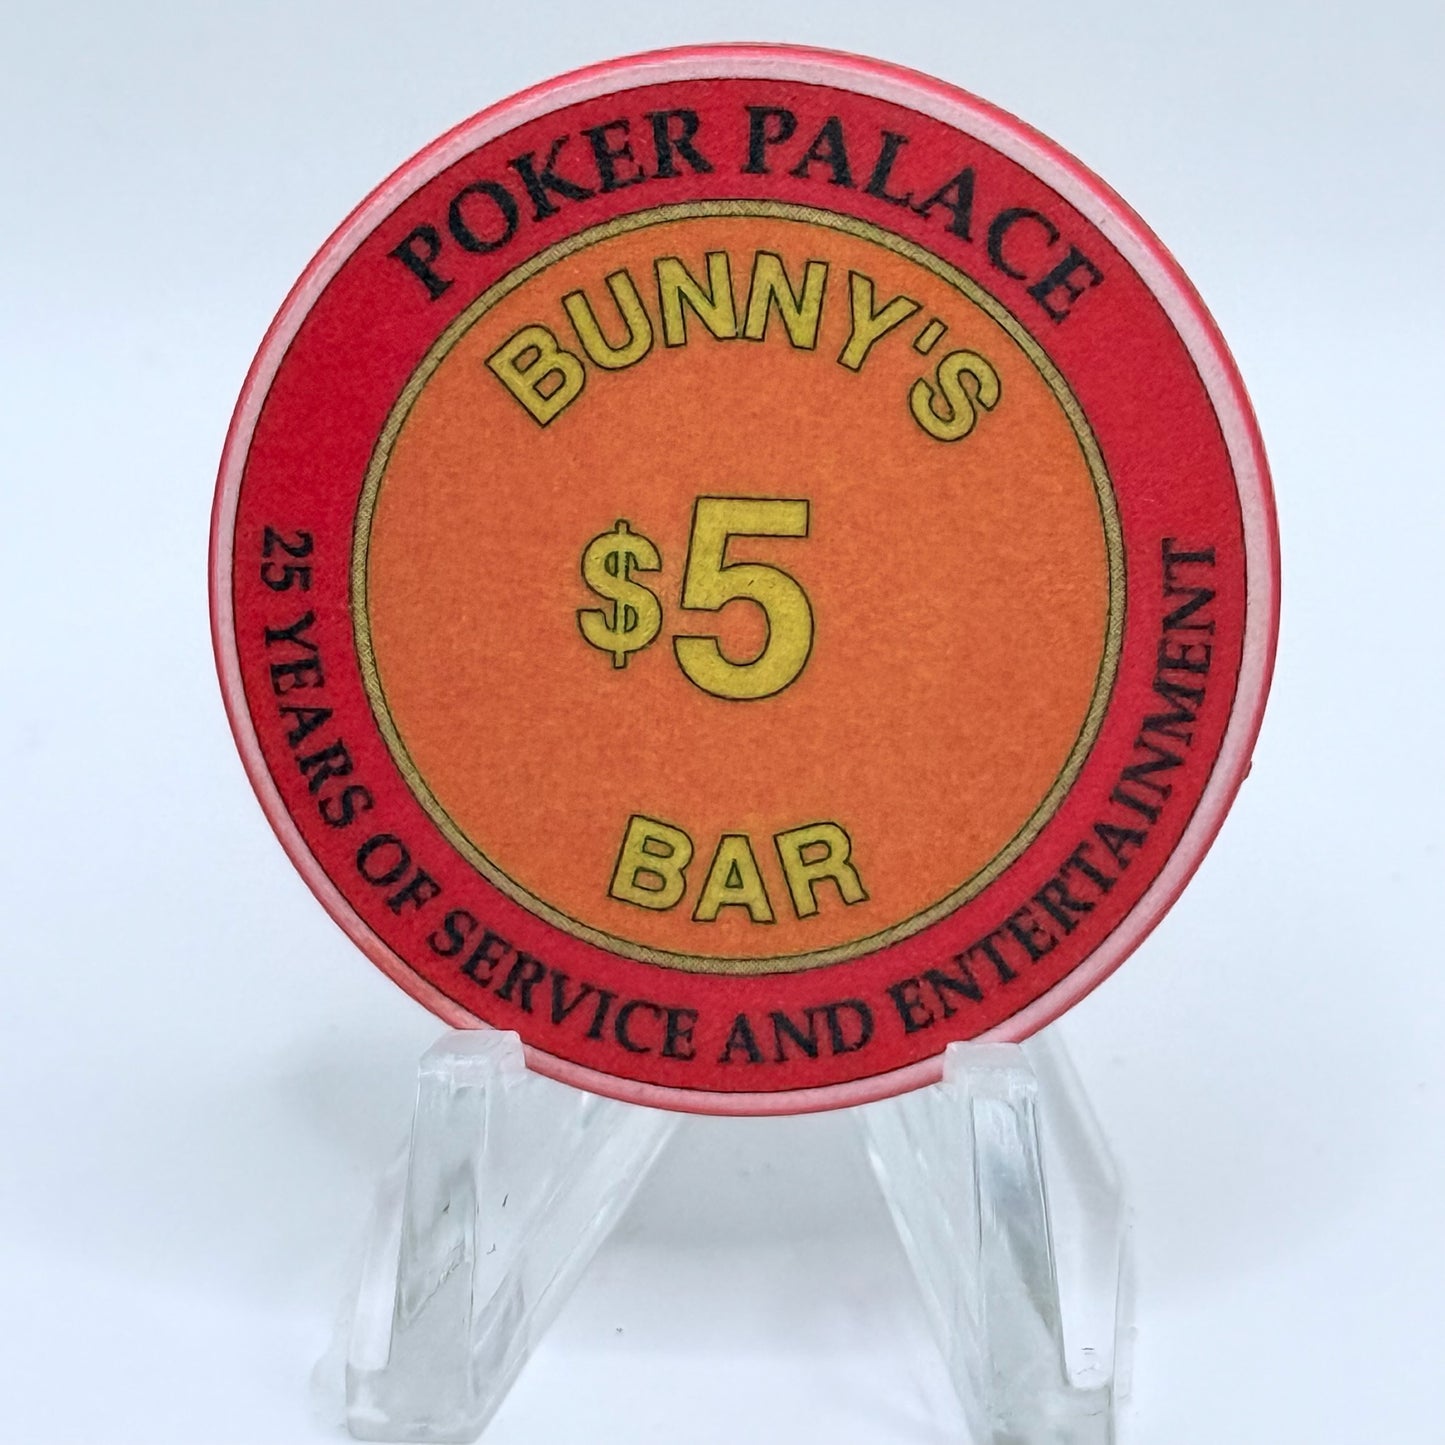 POKER PALACE
BUNNY'S
$5
BAR
25 YEARS OF SERVICE AND ENTERTAINMENT